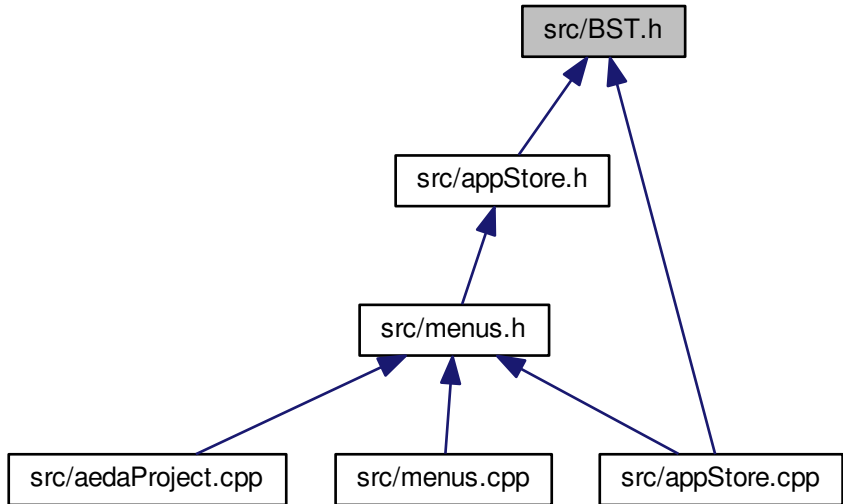 src/BST.h
src/appStore.h
src/menus.h
src/aedaProject.cpp
src/menus.cpp
src/appStore.cpp